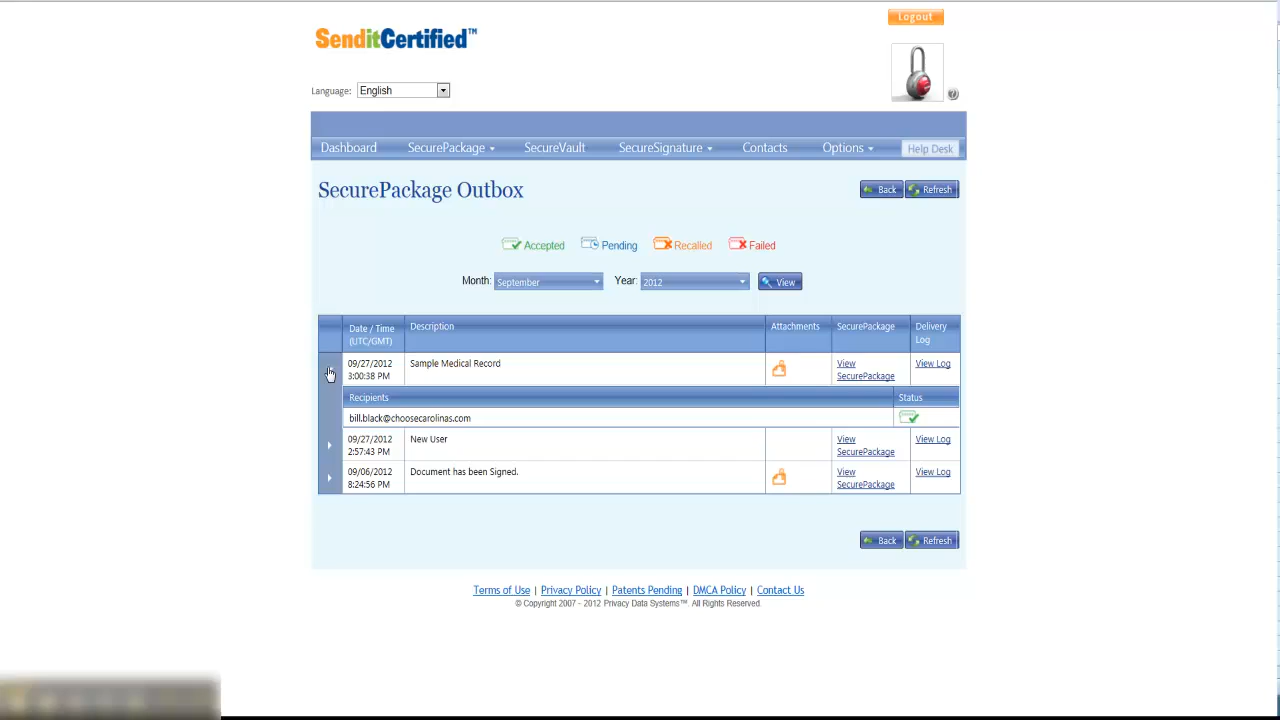 Logout
SenditCertified™
Language: English
Dashboard SecurePackage SecureVault SecureSignature Contacts Options Help Desk
SecurePackage Outbox
Back Refresh
Accepted Pending Recalled Failed
Month: September Year: 2012 View
Date / Time (UTC/GMT) Description Attachments SecurePackage Delivery Log
09/27/2012 Sample Medical Record View View Log
3:00:38 PM SecurePackage
Recipients Status
bill.black@choosecarolinas.com
09/27/2012 New User View View Log
2:57:43 PM SecurePackage
09/06/2012 Document has been Signed. View View Log
8:24:56 PM SecurePackage
Back Refresh
Terms of Use | Privacy Policy | Patents Pending | DMCA Policy | Contact Us
© Copyright 2007 - 2012 Privacy Data Systems™. All Rights Reserved.